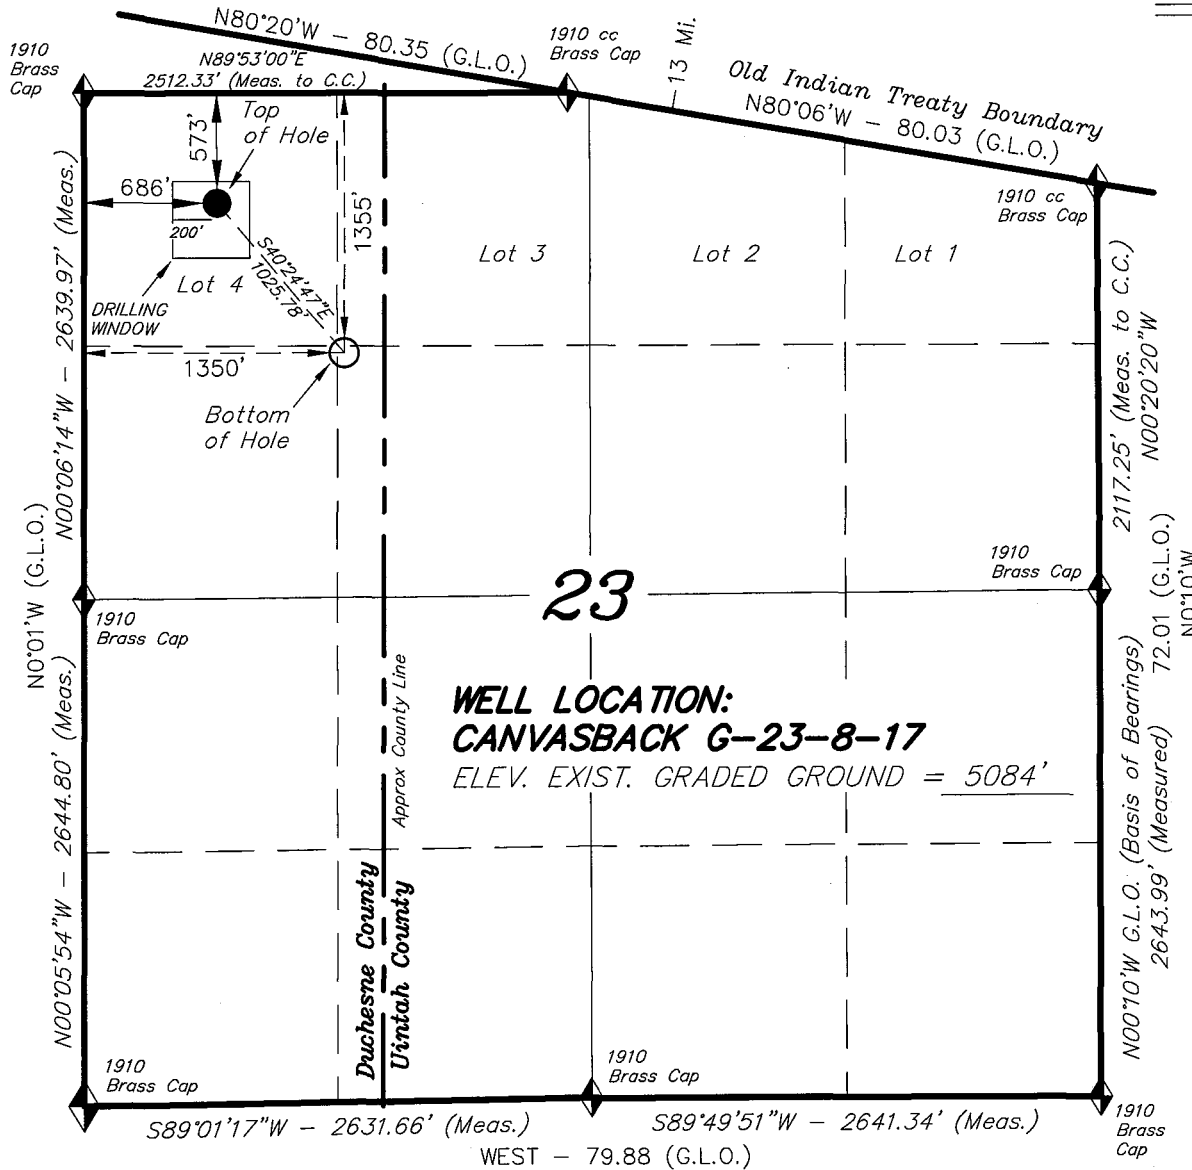 N80°20'W - 80.35 (G.L.O.)
1910
Brass
Cap
N89°53'00"E
2512.33' (Meas. to C.C.)
1910 cc
Brass Cap
13 Mi.
Old Indian Treaty Boundary
N80°06'W - 80.03 (G.L.O.)
1910 cc
Brass Cap
Top
of Hole
573'
686'
200'
1355'
S40°24'47"E
1025.78'
Lot 4
Lot 3
Lot 2
Lot 1
DRILLING
WINDOW
1350'
Bottom
of Hole
N00°06'14"W - 2639.97' (Meas.)
N0°01'W (G.L.O.)
2117.25' (Meas. to C.C.)
N00°20'20"W
1910
Brass Cap
1910
Brass Cap
23
72.01 (G.L.O.)
N0°10'W
WELL LOCATION:
CANVASBACK G-23-8-17
ELEV. EXIST. GRADED GROUND = 5084'
N00°05'54"W - 2644.80' (Meas.)
Approx County Line
Duchesne County
Uintah County
N00°10'W G.L.O. (Basis of Bearings)
2643.99' (Measured)
1910
Brass Cap
1910
Brass Cap
1910
Brass
Cap
S89°01'17"W - 2631.66' (Meas.)
S89°49'51"W - 2641.34' (Meas.)
WEST - 79.88 (G.L.O.)